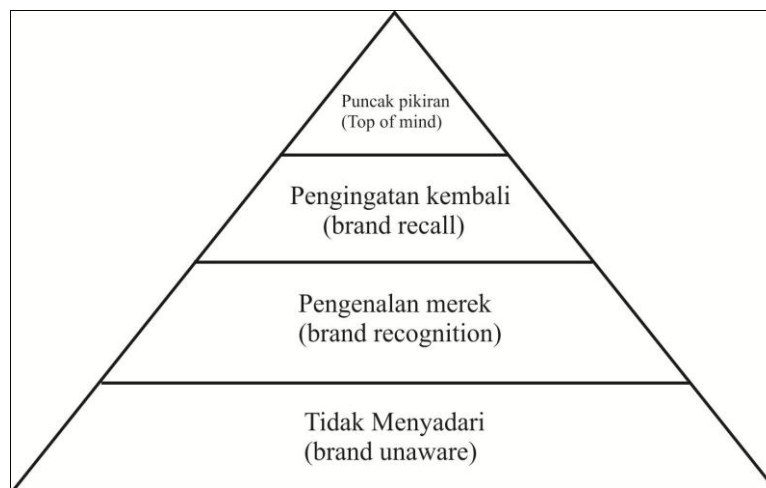 Puncak pikiran
(Top of mind)
Pengingatan kembali
(brand recall)
Pengenalan merek
(brand recognition)
Tidak Menyadari
(brand unaware)